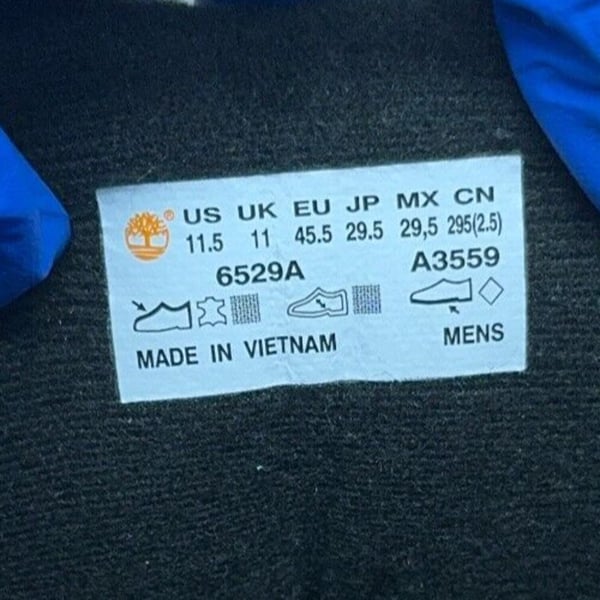 ® US UK EU JP MX CN
11.5 11 45.5 29.5 29,5 295(2.5)
6529A A3559
MADE IN VIETNAM MENS